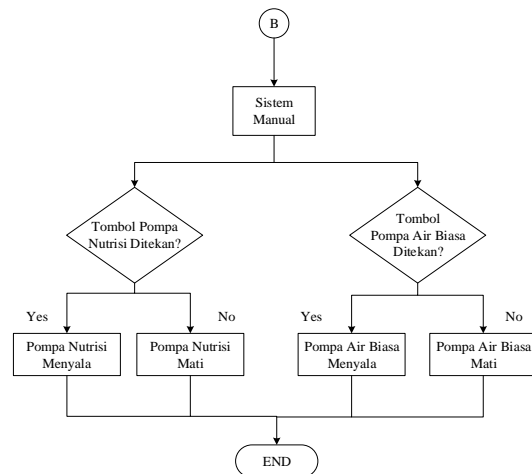 B
Sistem
Manual
Tombol Pompa
Nutrisi Ditekan?
Tombol
Pompa Air Biasa
Ditekan?
Yes
No
Yes
No
Pompa Nutrisi
Menyala
Pompa Nutrisi
Mati
Pompa Air Biasa
Menyala
Pompa Air Biasa
Mati
END